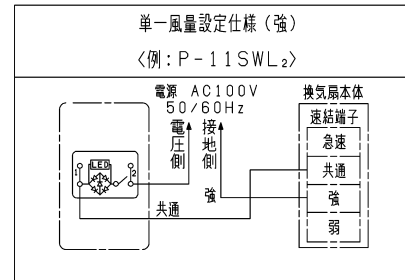 単一風量設定仕様（強）
〈例：P-11SWL₂〉
電源 AC100V
50/60Hz
電圧側
接地側
換気扇本体
速結端子
急速
共通
強
弱
LED
1
2
強
共通